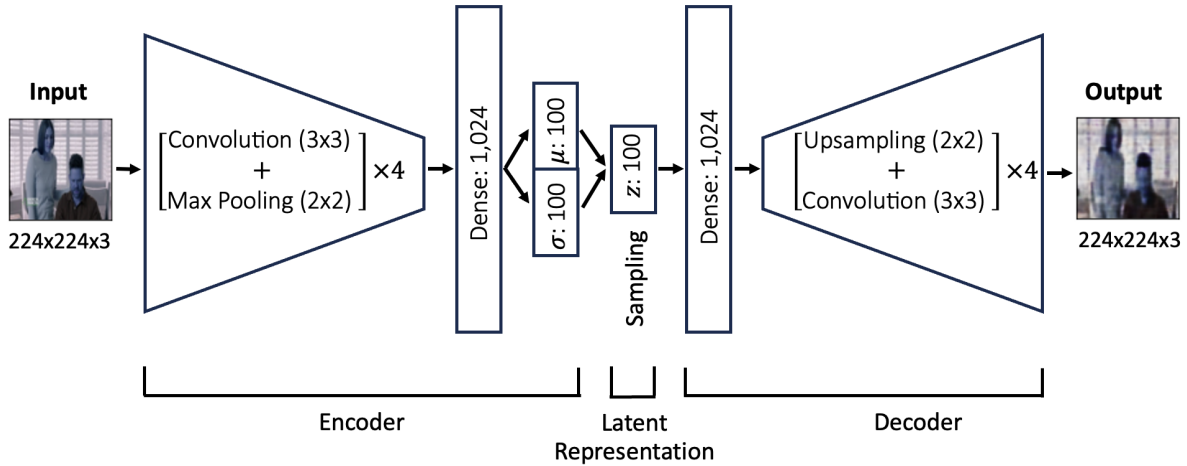 Input
224x224x3
[Convolution (3x3)
+
Max Pooling (2x2)] ×4
Dense: 1,024
μ: 100
σ: 100
z: 100
Sampling
Dense: 1,024
[Upsampling (2x2)
+
Convolution (3x3)] ×4
Output
224x224x3
Encoder
Latent
Representation
Decoder